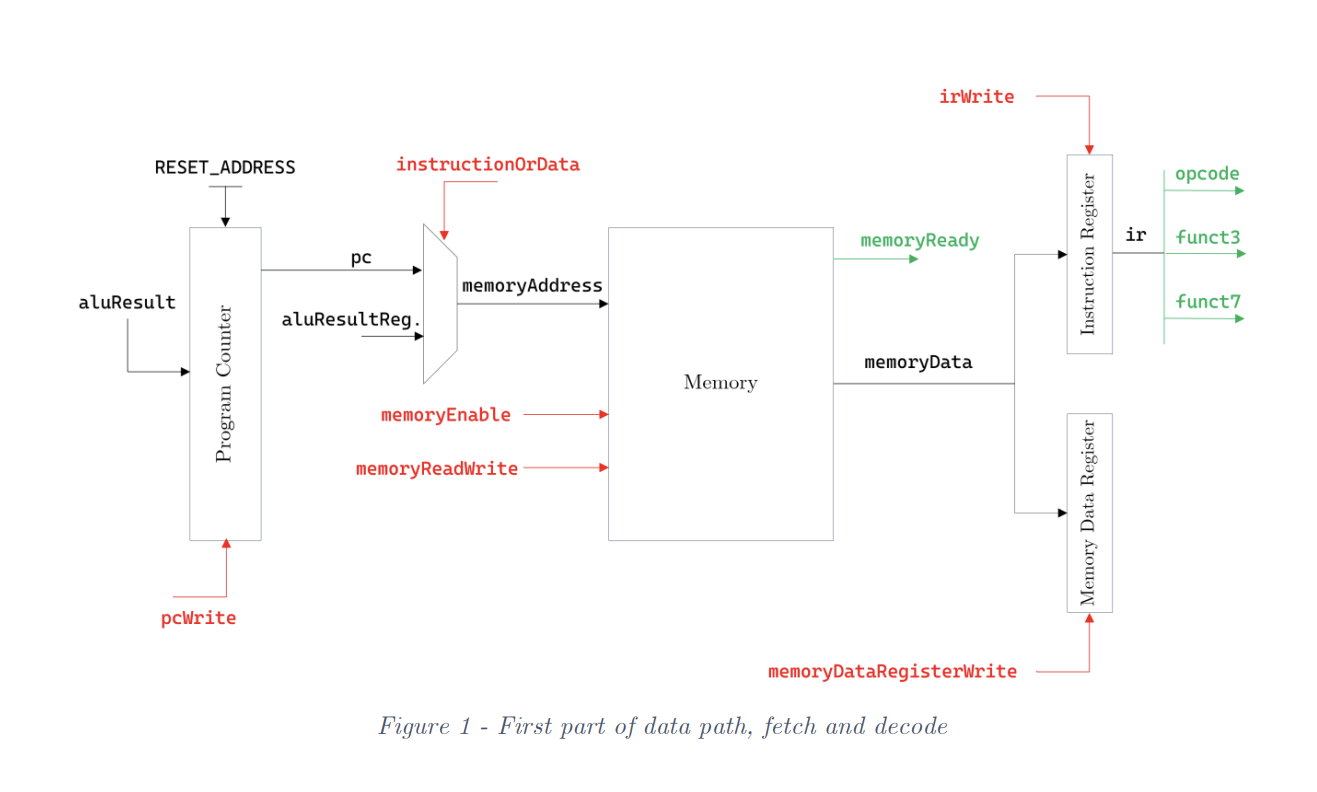 irWrite
RESET_ADDRESS
instructionOrData
opcode
memoryReady
ir
funct3
pc
memoryAddress
aluResult
aluResultReg.
funct7
Program Counter
Instruction Register
memoryData
Memory
memoryEnable
memoryReadWrite
Memory Data Register
pcWrite
memoryDataRegisterWrite
Figure 1 - First part of data path, fetch and decode